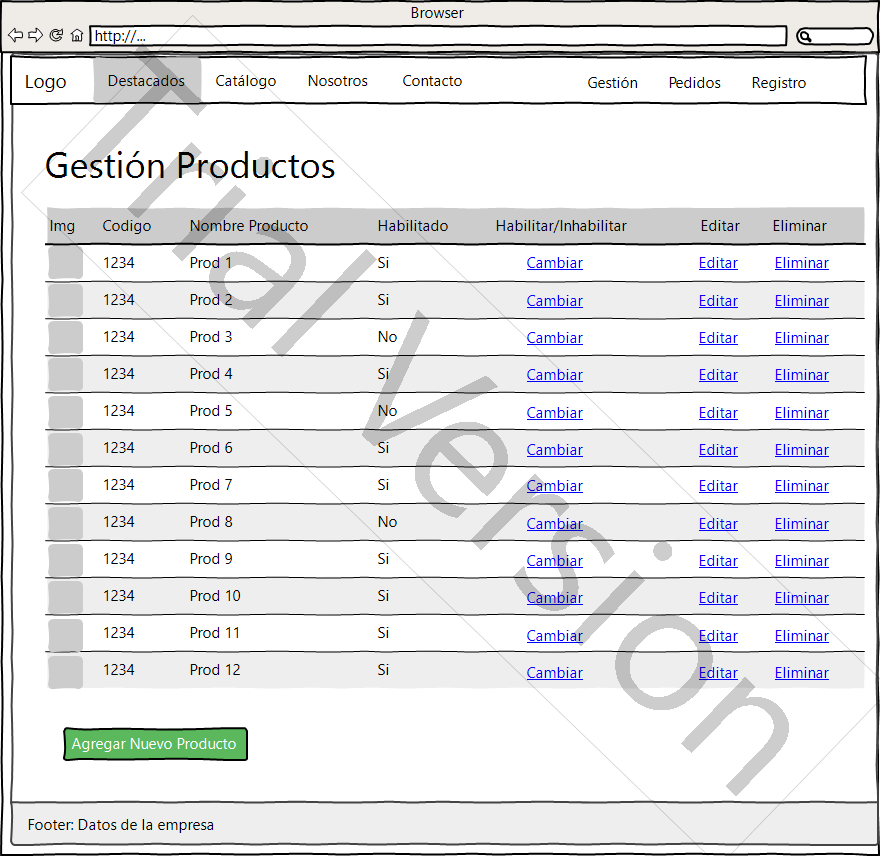 Browser
http://...
Logo Destacados Catálogo Nosotros Contacto Gestión Pedidos Registro
Gestión Productos
Img Codigo Nombre Producto Habilitado Habilitar/Inhabilitar Editar Eliminar
1234 Prod 1 Si Cambiar Editar Eliminar
1234 Prod 2 Si Cambiar Editar Eliminar
1234 Prod 3 No Cambiar Editar Eliminar
1234 Prod 4 Si Cambiar Editar Eliminar
1234 Prod 5 No Cambiar Editar Eliminar
1234 Prod 6 Si Cambiar Editar Eliminar
1234 Prod 7 Si Cambiar Editar Eliminar
1234 Prod 8 No Cambiar Editar Eliminar
1234 Prod 9 Si Cambiar Editar Eliminar
1234 Prod 10 Si Cambiar Editar Eliminar
1234 Prod 11 Si Cambiar Editar Eliminar
1234 Prod 12 Si Cambiar Editar Eliminar
Agregar Nuevo Producto
Footer: Datos de la empresa
Trial Version